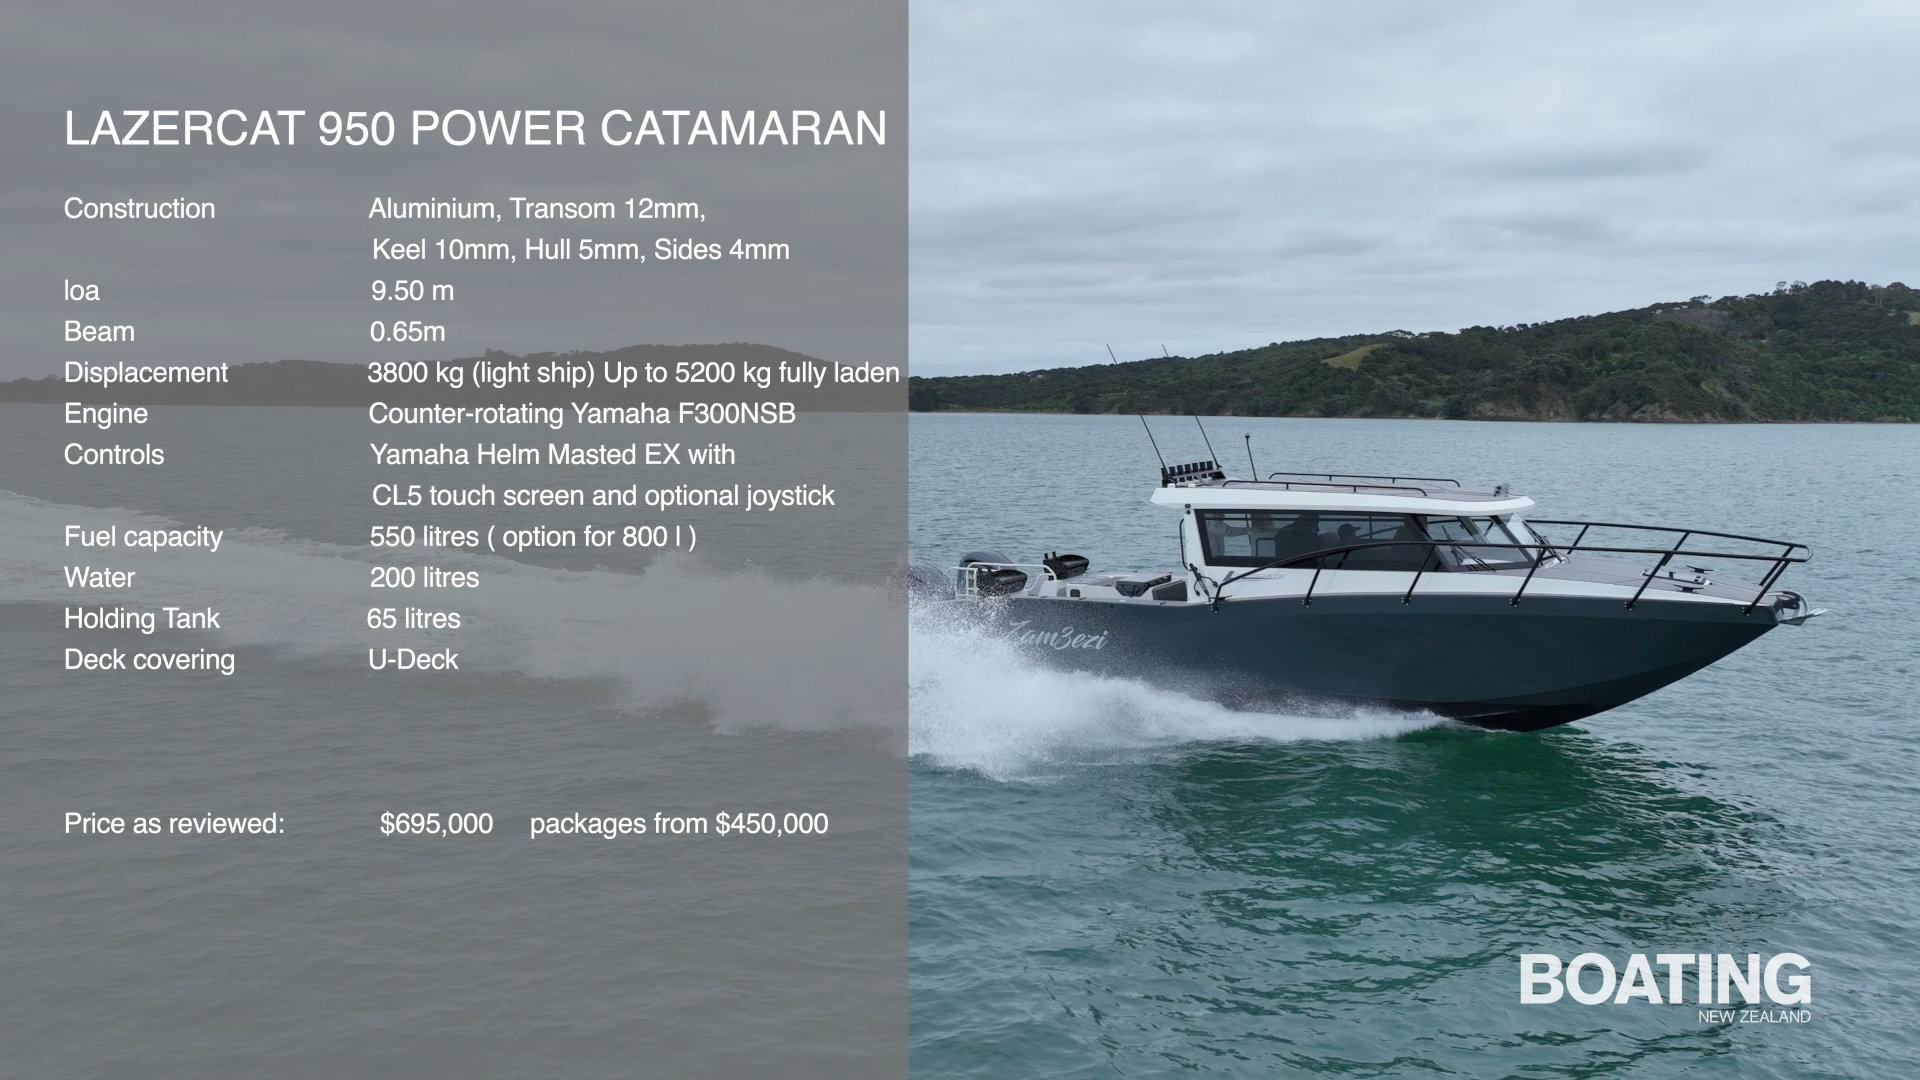 LAZERCAT 950 POWER CATAMARAN
Construction Aluminium, Transom 12mm,
Keel 10mm, Hull 5mm, Sides 4mm
loa 9.50 m
Beam 0.65m
Displacement 3800 kg (light ship) Up to 5200 kg fully laden
Engine Counter-rotating Yamaha F300NSB
Controls Yamaha Helm Masted EX with
CL5 touch screen and optional joystick
Fuel capacity 550 litres ( option for 800 l )
Water 200 litres
Holding Tank 65 litres
Deck covering U-Deck
Price as reviewed: $695,000 packages from $450,000
Zam3ezi
BOATING
NEW ZEALAND